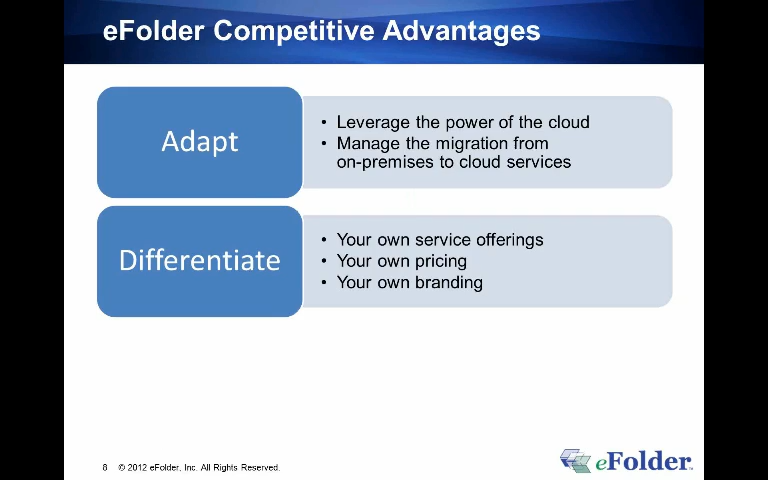 eFolder Competitive Advantages
Adapt
• Leverage the power of the cloud
• Manage the migration from
on-premises to cloud services
Differentiate
• Your own service offerings
• Your own pricing
• Your own branding
8 © 2012 eFolder, Inc. All Rights Reserved.
eFolder™